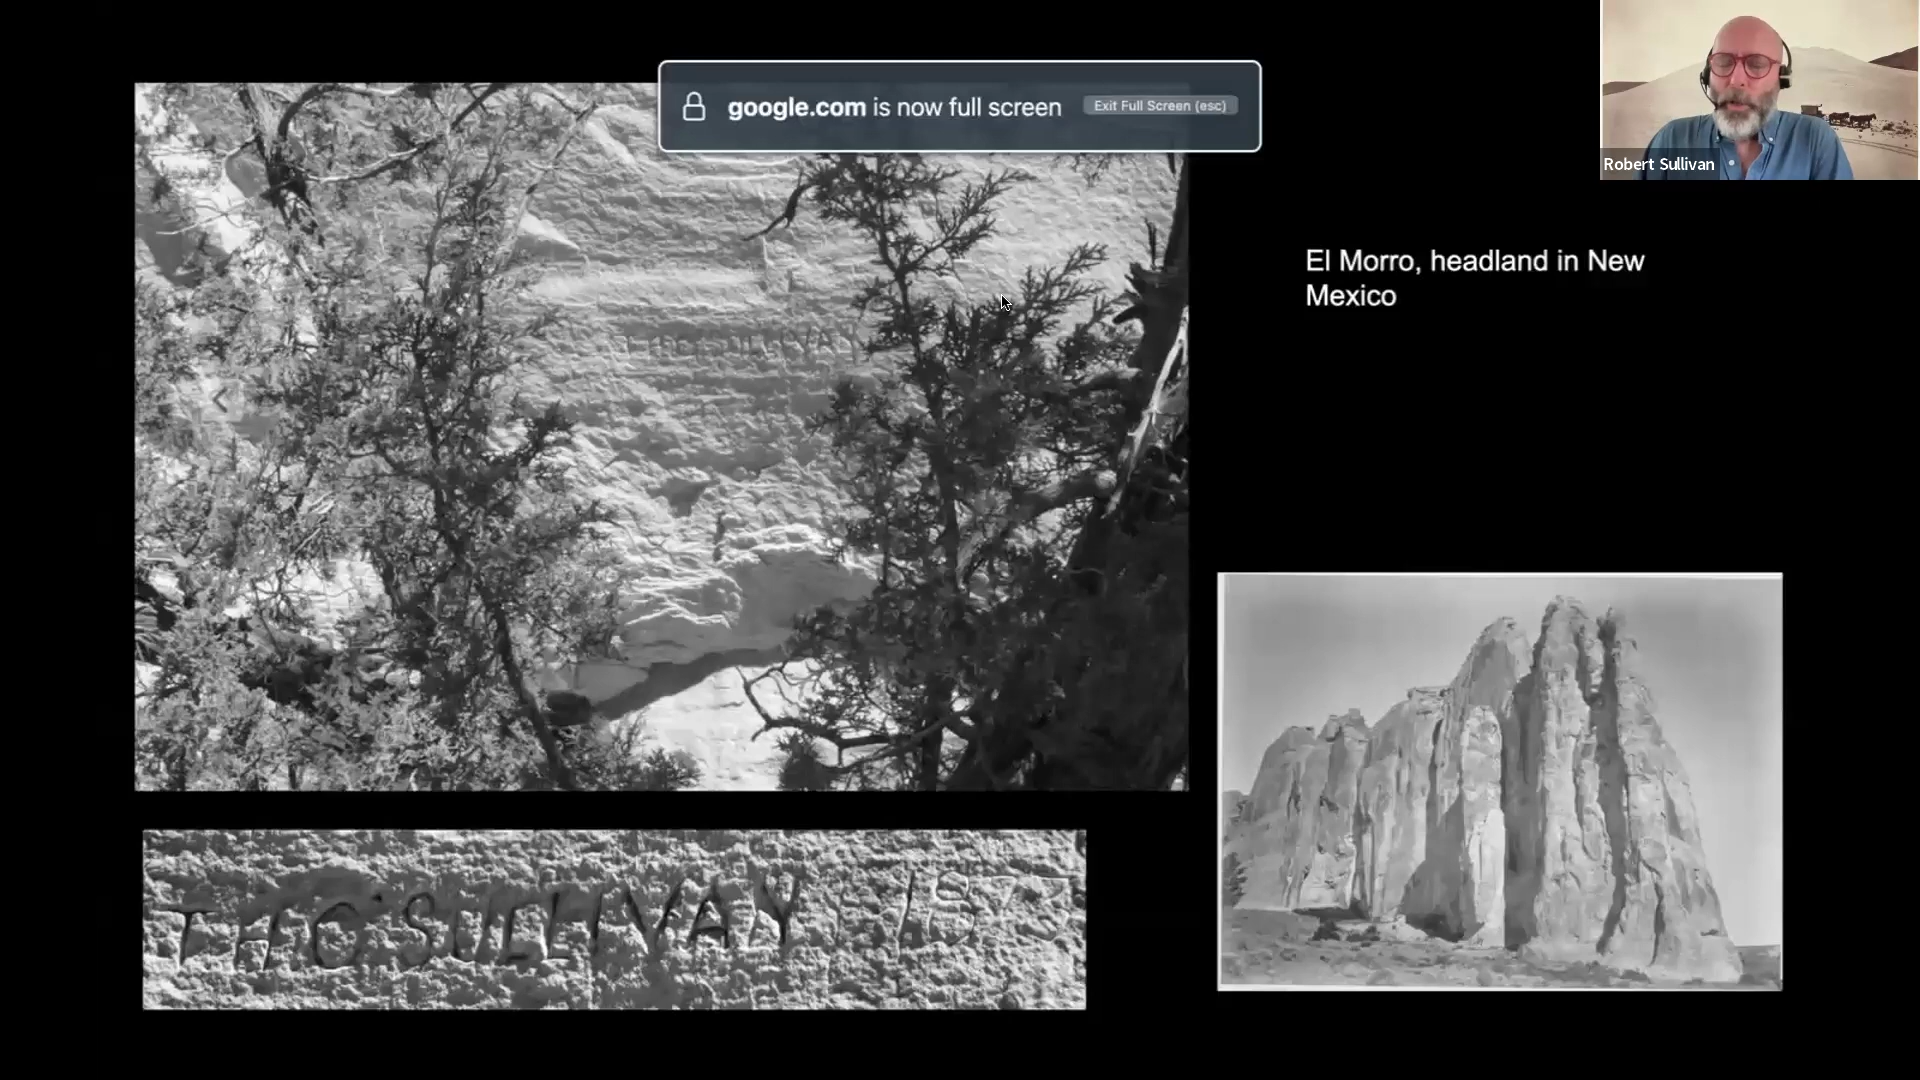 google.com is now full screen
Exit Full Screen (esc)
Robert Sullivan
El Morro, headland in New
Mexico
TH O'SULLIVAN